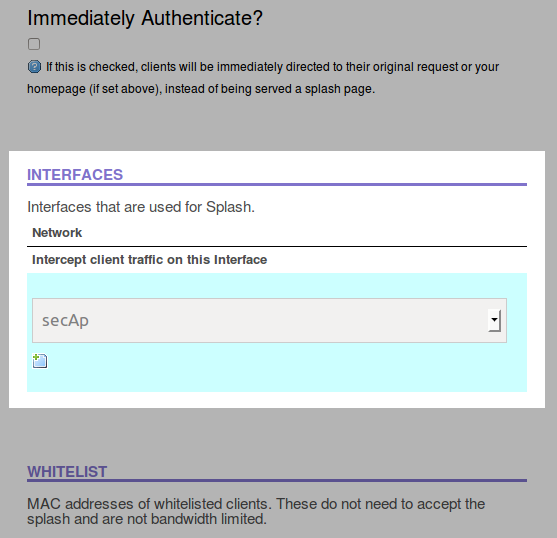 Immediately Authenticate?
If this is checked, clients will be immediately directed to their original request or your
homepage (if set above), instead of being served a splash page.
INTERFACES
Interfaces that are used for Splash.
Network
Intercept client traffic on this Interface
secAp
WHITELIST
MAC addresses of whitelisted clients. These do not need to accept the
splash and are not bandwidth limited.